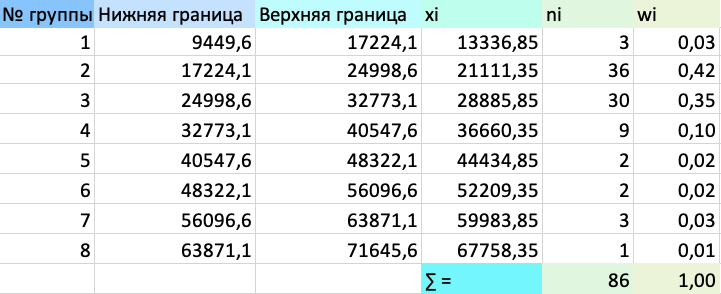 № группы Нижняя граница Верхняя граница xi ni wi
1 9449,6 17224,1 13336,85 3 0,03
2 17224,1 24998,6 21111,35 36 0,42
3 24998,6 32773,1 28885,85 30 0,35
4 32773,1 40547,6 36660,35 9 0,10
5 40547,6 48322,1 44434,85 2 0,02
6 48322,1 56096,6 52209,35 2 0,02
7 56096,6 63871,1 59983,85 3 0,03
8 63871,1 71645,6 67758,35 1 0,01
∑ = 86 1,00